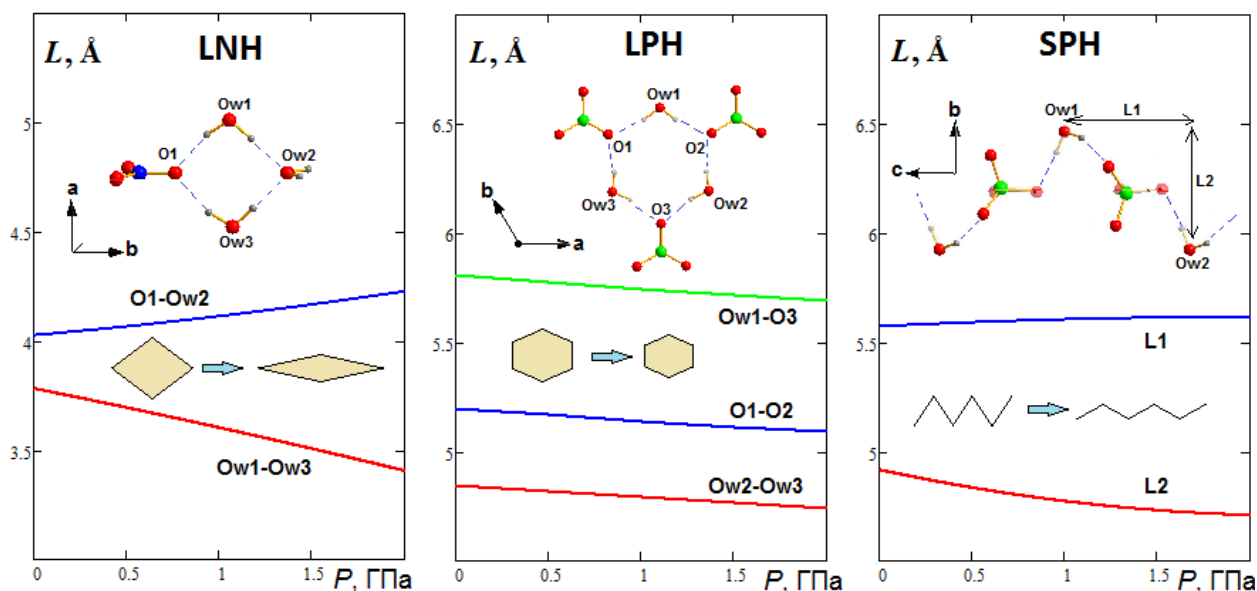 LNH
L, Å
Ow1
O1
Ow2
Ow3
a
b
5
4.5
4
3.5
O1-Ow2
Ow1-Ow3
0
0.5
1
1.5
P, ГПа
LPH
L, Å
Ow1
O1
O2
Ow3
O3
Ow2
b
a
6.5
6
5.5
5
Ow1-O3
O1-O2
Ow2-Ow3
0
0.5
1
1.5
P, ГПа
SPH
L, Å
b
c
Ow1
L1
L2
Ow2
6.5
6
5.5
5
L1
L2
0
0.5
1
1.5
P, ГПа